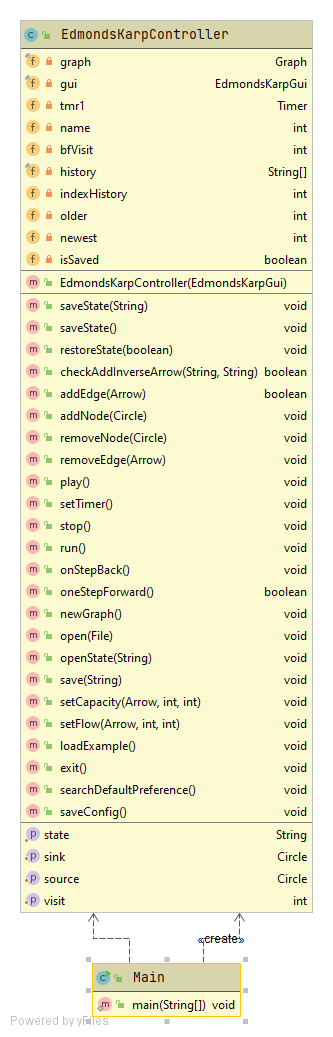 EdmondsKarpController
graph Graph
gui EdmondsKarpGui
tmr1 Timer
name int
bfVisit int
history String[]
indexHistory int
older int
newest int
isSaved boolean
EdmondsKarpController(EdmondsKarpGui)
saveState(String) void
saveState() void
restoreState(boolean) void
checkAddInverseArrow(String, String) boolean
addEdge(Arrow) boolean
addNode(Circle) void
removeNode(Circle) void
removeEdge(Arrow) void
play() void
setTimer() void
stop() void
run() void
onStepBack() void
oneStepForward() boolean
newGraph() void
open(File) void
openState(String) void
save(String) void
setCapacity(Arrow, int, int) void
setFlow(Arrow, int, int) void
loadExample() void
exit() void
searchDefaultPreference() void
saveConfig() void
state String
sink Circle
source Circle
visit int
«create»
Main
main(String[]) void
Powered by yFiles